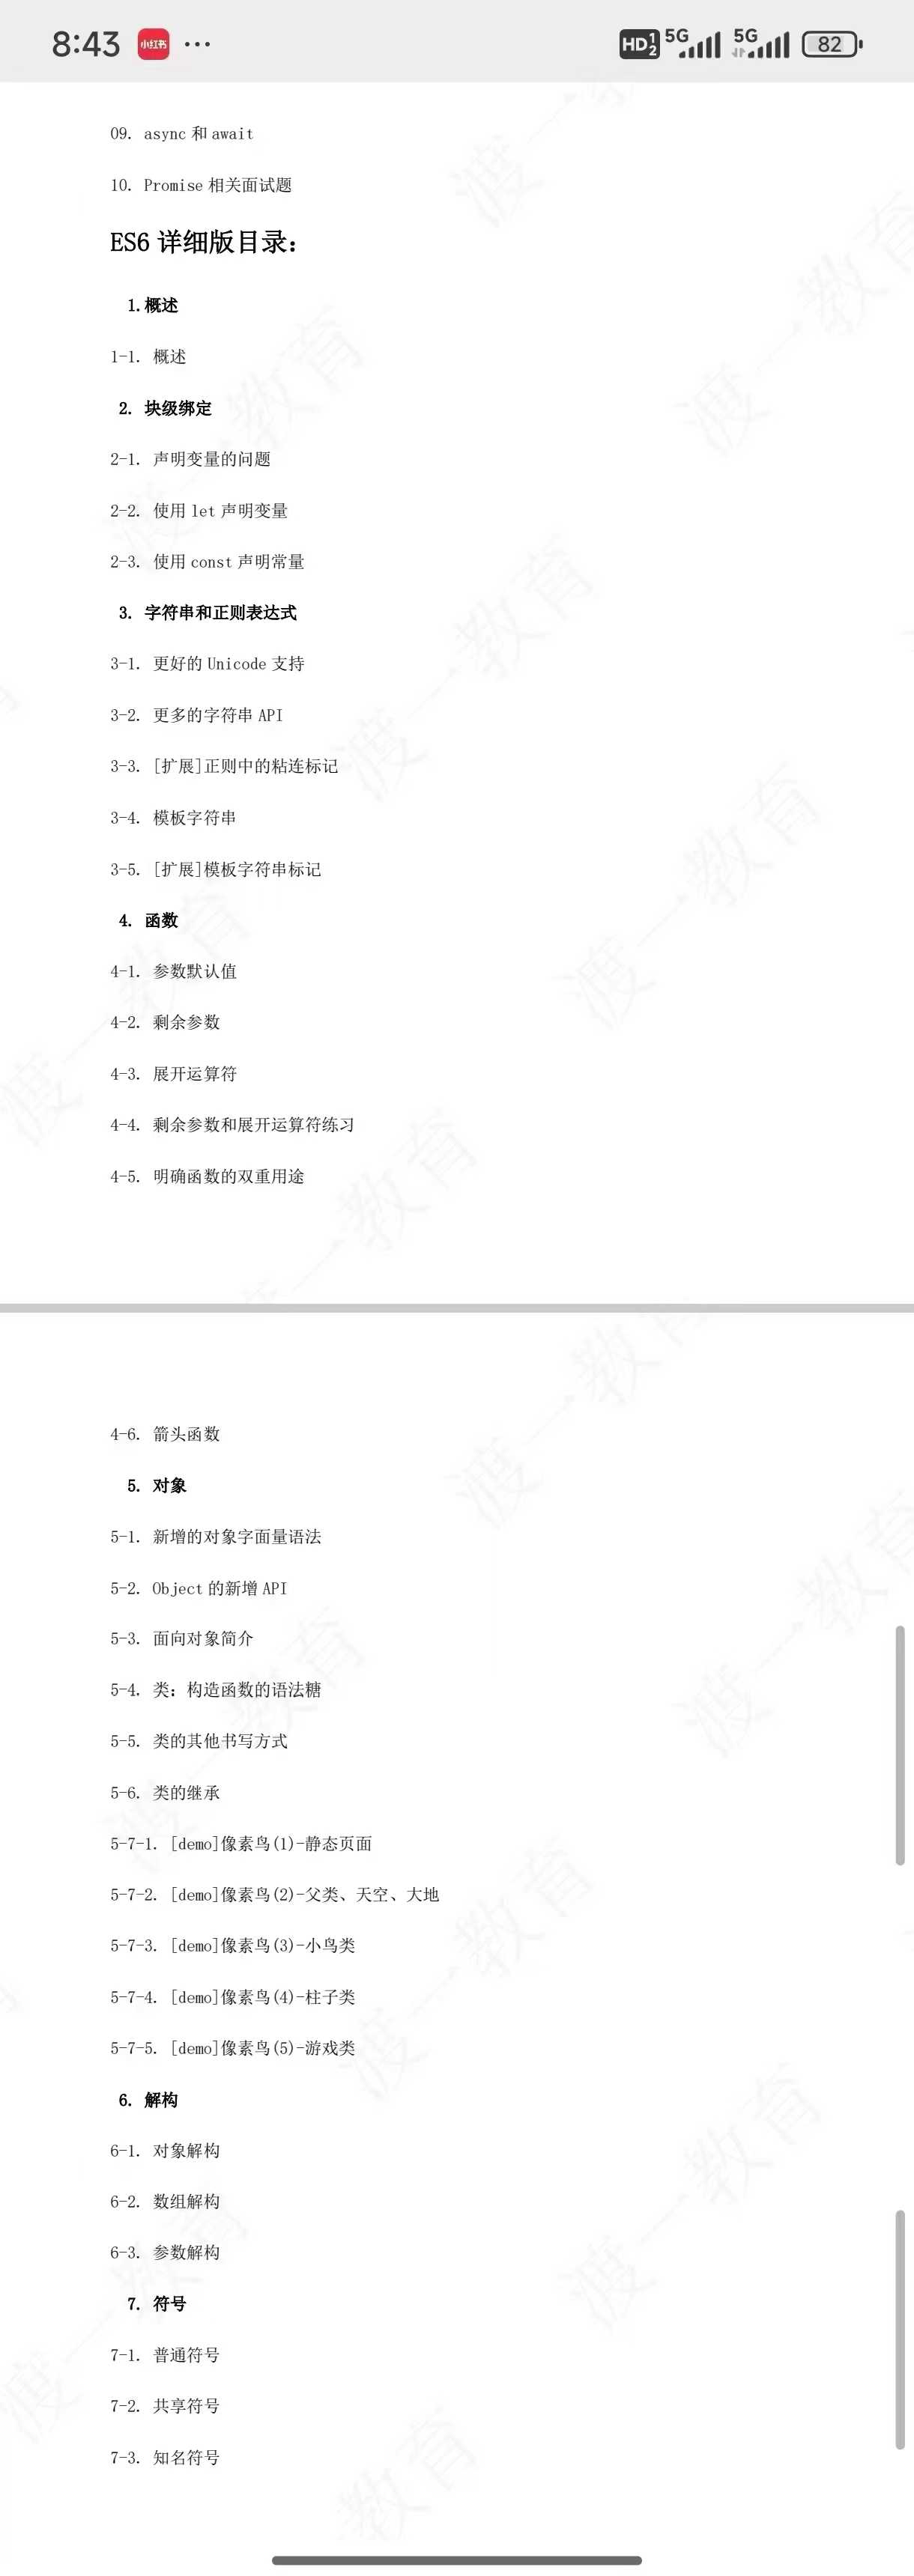 8:43 小红书 ...
HD 1 2 5G 5G 82
09. async 和 await
10. Promise 相关面试题
ES6 详细版目录：
1.概述
1-1. 概述
2. 块级绑定
2-1. 声明变量的问题
2-2. 使用 let 声明变量
2-3. 使用 const 声明常量
3. 字符串和正则表达式
3-1. 更好的 Unicode 支持
3-2. 更多的字符串 API
3-3. [扩展]正则中的粘连标记
3-4. 模板字符串
3-5. [扩展]模板字符串标记
4. 函数
4-1. 参数默认值
4-2. 剩余参数
4-3. 展开运算符
4-4. 剩余参数和展开运算符练习
4-5. 明确函数的双重用途
4-6. 箭头函数
5. 对象
5-1. 新增的对象字面量语法
5-2. Object 的新增 API
5-3. 面向对象简介
5-4. 类：构造函数的语法糖
5-5. 类的其他书写方式
5-6. 类的继承
5-7-1. [demo]像素鸟(1)-静态页面
5-7-2. [demo]像素鸟(2)-父类、天空、大地
5-7-3. [demo]像素鸟(3)-小鸟类
5-7-4. [demo]像素鸟(4)-柱子类
5-7-5. [demo]像素鸟(5)-游戏类
6. 解构
6-1. 对象解构
6-2. 数组解构
6-3. 参数解构
7. 符号
7-1. 普通符号
7-2. 共享符号
7-3. 知名符号
渡一教育